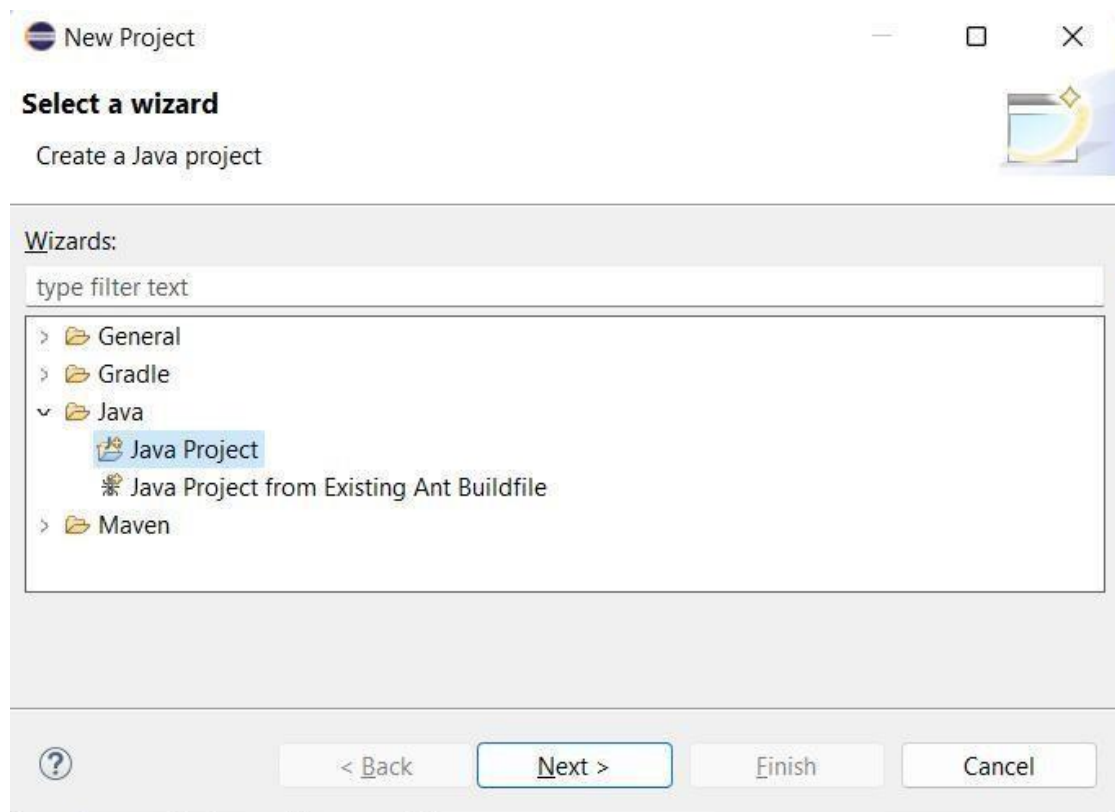 New Project
Select a wizard
Create a Java project
Wizards:
type filter text
General
Gradle
Java
Java Project
Java Project from Existing Ant Buildfile
Maven
? < Back Next > Finish Cancel